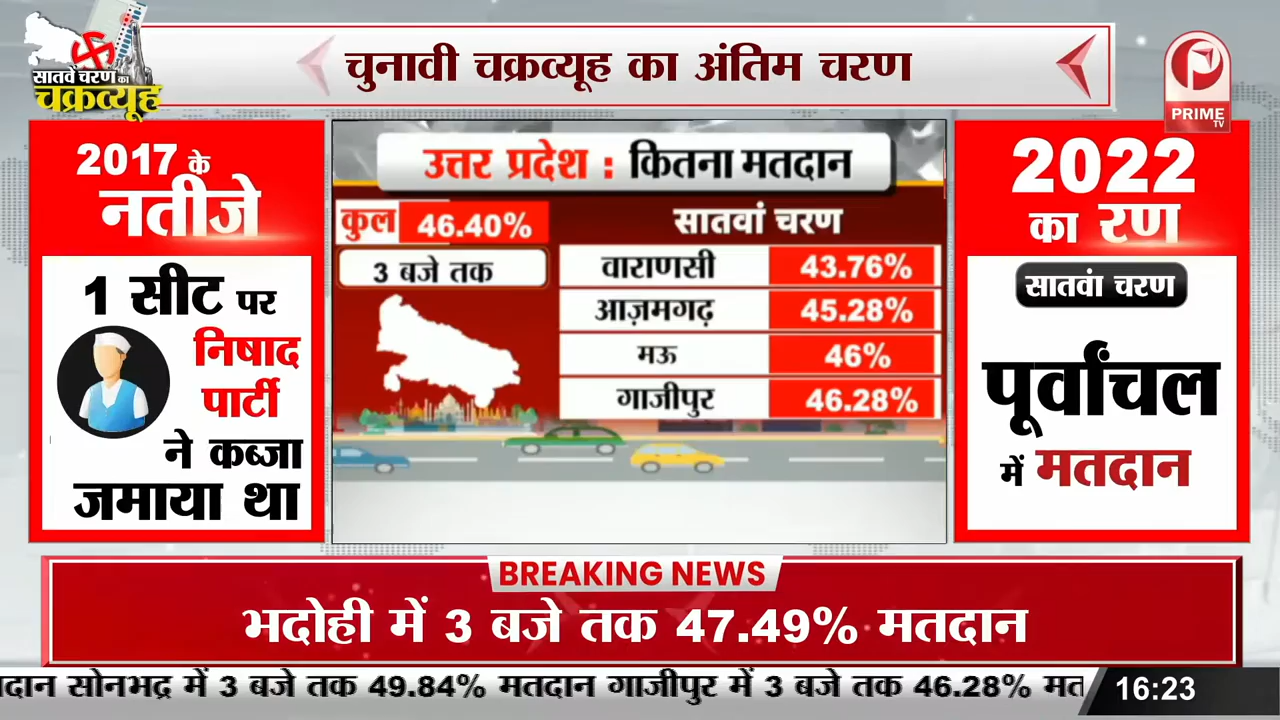 सातवें चरण का
चक्रव्यूह
चुनावी चक्रव्यूह का अंतिम चरण
PRIME
TV
2017 के
नतीजे
1 सीट पर
निषाद
पार्टी
ने कब्जा
जमाया था
उत्तर प्रदेश : कितना मतदान
कुल 46.40%
3 बजे तक
सातवां चरण
वाराणसी 43.76%
आज़मगढ़ 45.28%
मऊ 46%
गाजीपुर 46.28%
2022
का रण
सातवां चरण
पूर्वांचल
में मतदान
BREAKING NEWS
भदोही में 3 बजे तक 47.49% मतदान
तदान सोनभद्र में 3 बजे तक 49.84% मतदान गाजीपुर में 3 बजे तक 46.28% मत
16:23